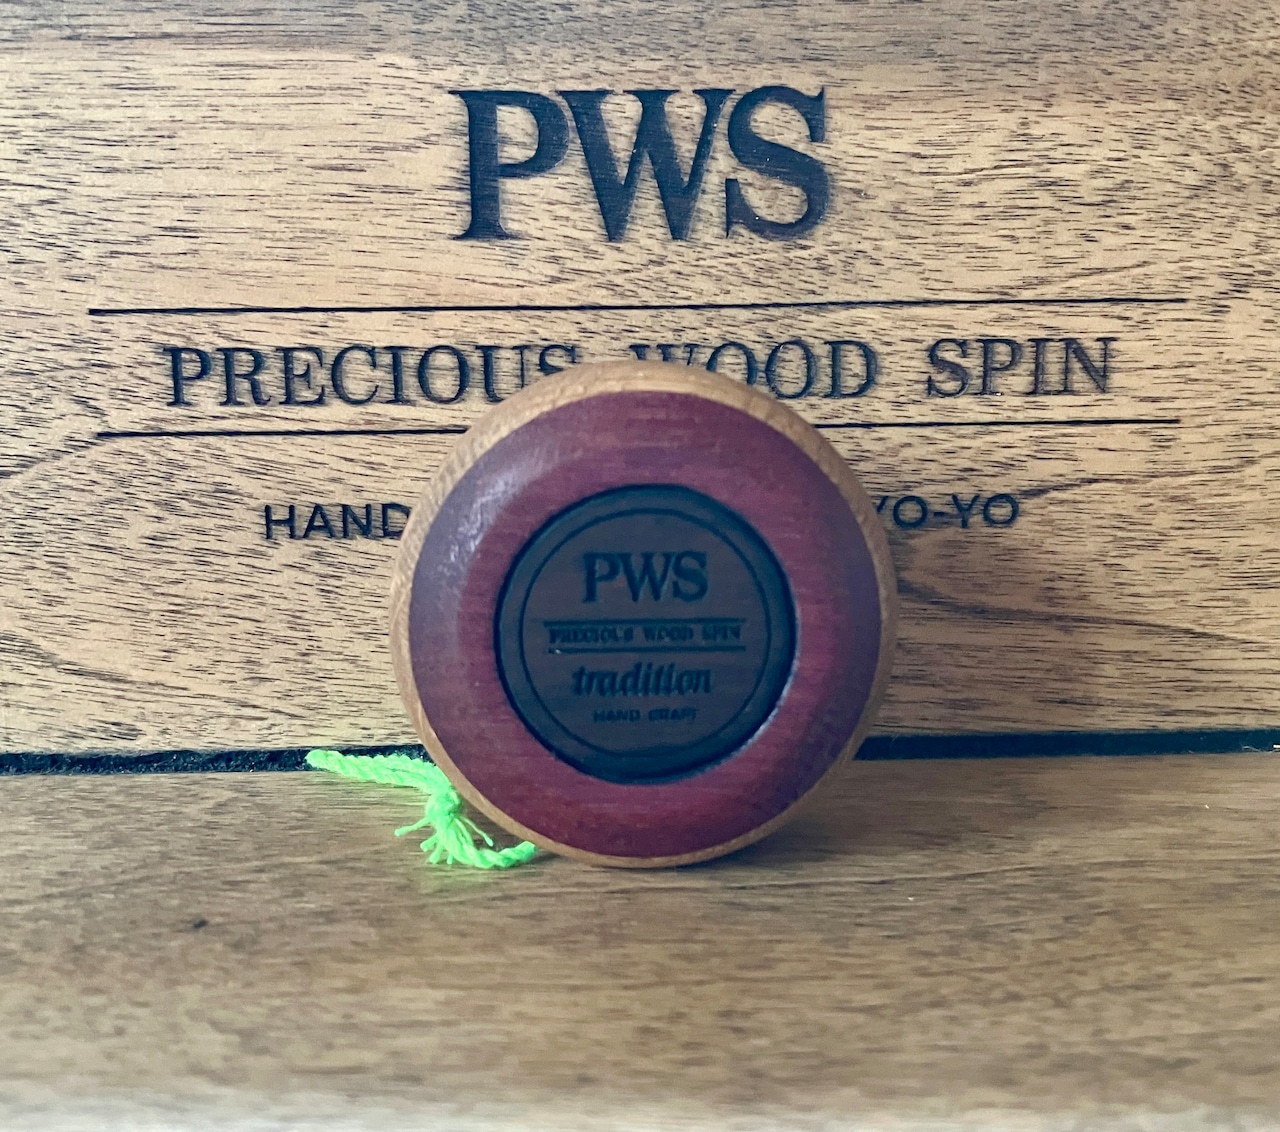 PWS
PRECIOUS WOOD SPIN
HAND YO-YO
PWS
PRECIOUS WOOD SPIN
tradition
HAND CRAFT